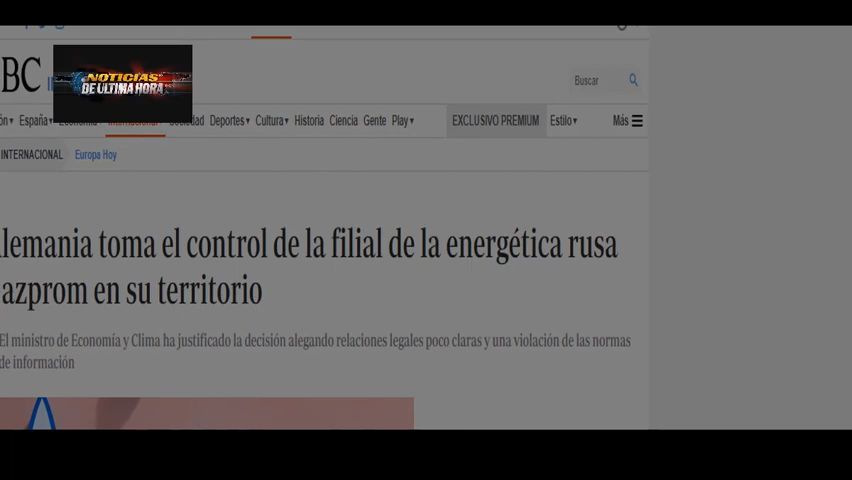 BC
NOTICIAS
DE ULTIMA HORA
Buscar
España
Economía
Internacional
Deportes
Cultura
Historia
Ciencia
Gente
Play
EXCLUSIVO PREMIUM
Estilo
Más
INTERNACIONAL
Europa Hoy
lemania toma el control de la filial de la energética rusa
azprom en su territorio
El ministro de Economía y Clima ha justificado la decisión alegando relaciones legales poco claras y una violación de las normas
de información